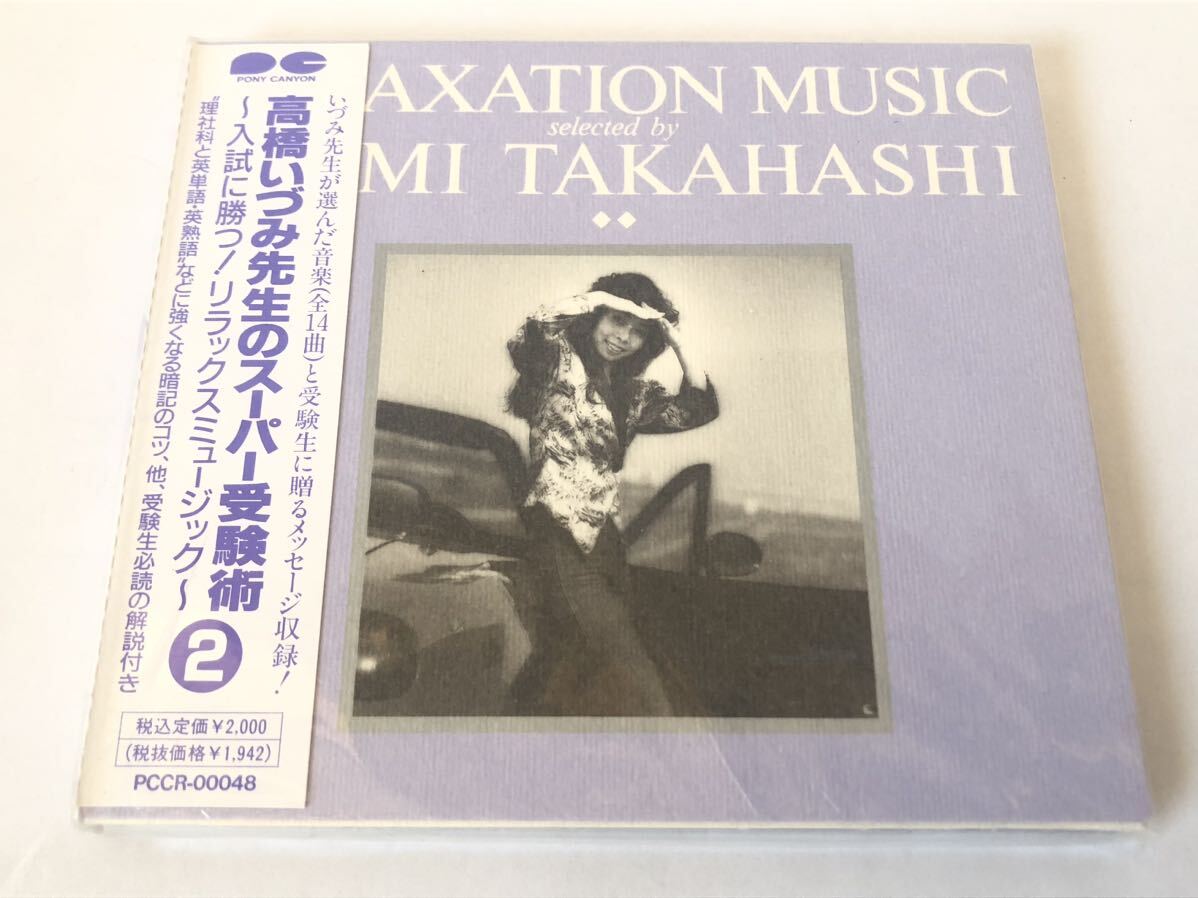 PONY CANYON
いづみ先生が選んだ音楽(全14曲)と受験生に贈るメッセージ収録!
高橋いづみ先生のスーパー受験術
2
〜入試に勝つ!リラックスミュージック〜
"理社科と英単語・英熟語"などに強くなる暗記のコツ、他、受験生必読の解説付き
税込定価￥2,000
(税抜価格￥1,942)
PCCR-00048
AXATION MUSIC
selected by
MI TAKAHASHI